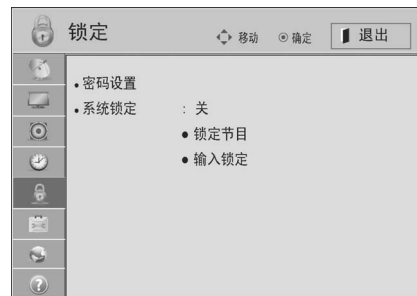 锁定
移动 确定 退出
• 密码设置
• 系统锁定 : 关
● 锁定节目
● 输入锁定